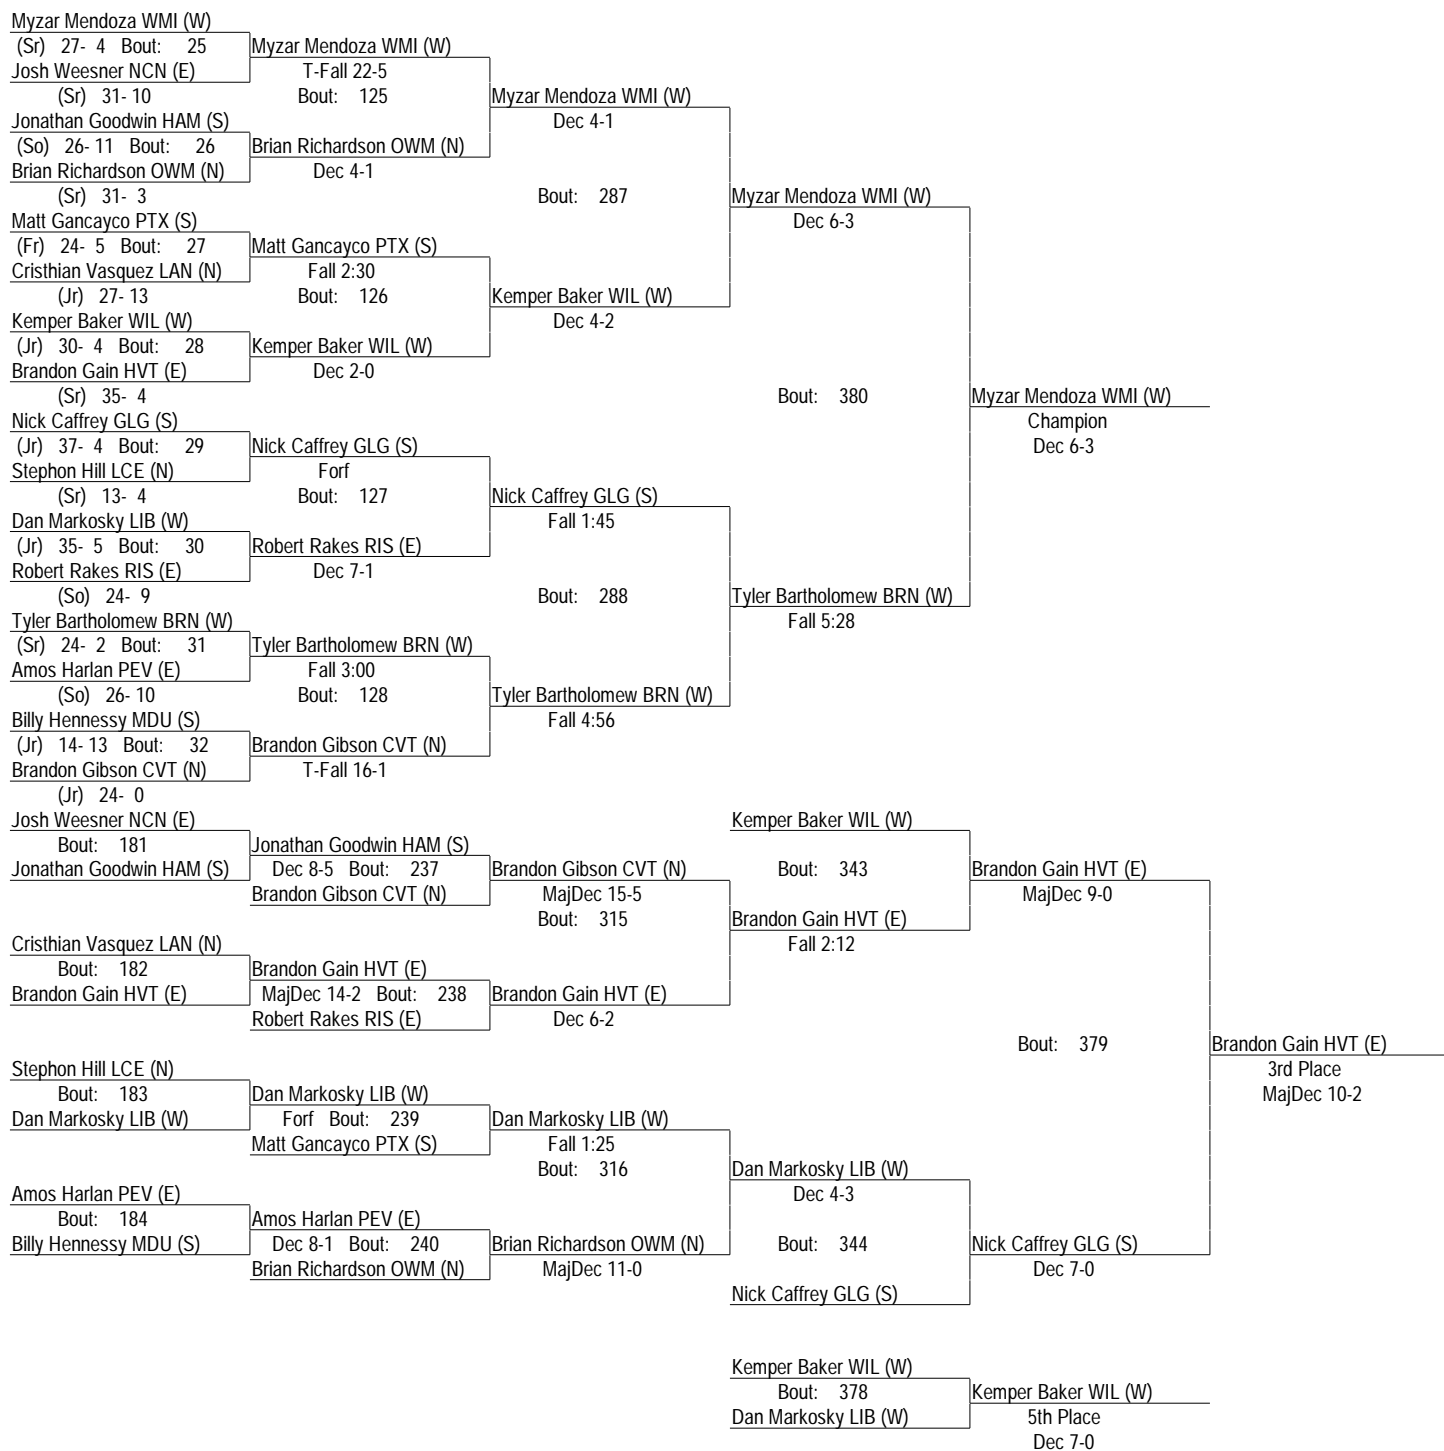 Myzar Mendoza WMI (W)
(Sr) 27- 4 Bout: 25 Myzar Mendoza WMI (W)
Josh Weesner NCN (E) T-Fall 22-5
(Sr) 31- 10 Bout: 125 Myzar Mendoza WMI (W)
Jonathan Goodwin HAM (S) Dec 4-1
(So) 26- 11 Bout: 26 Brian Richardson OWM (N)
Brian Richardson OWM (N) Dec 4-1
(Sr) 31- 3 Bout: 287 Myzar Mendoza WMI (W)
Matt Gancayco PTX (S) Dec 6-3
(Fr) 24- 5 Bout: 27 Matt Gancayco PTX (S)
Cristhian Vasquez LAN (N) Fall 2:30
(Jr) 27- 13 Bout: 126 Kemper Baker WIL (W)
Kemper Baker WIL (W) Dec 4-2
(Jr) 30- 4 Bout: 28 Kemper Baker WIL (W)
Brandon Gain HVT (E) Dec 2-0
(Sr) 35- 4 Bout: 380 Myzar Mendoza WMI (W)
Nick Caffrey GLG (S) Champion
(Jr) 37- 4 Bout: 29 Nick Caffrey GLG (S) Dec 6-3
Stephon Hill LCE (N) Forf
(Sr) 13- 4 Bout: 127 Nick Caffrey GLG (S)
Dan Markosky LIB (W) Fall 1:45
(Jr) 35- 5 Bout: 30 Robert Rakes RIS (E)
Robert Rakes RIS (E) Dec 7-1
(So) 24- 9 Bout: 288 Tyler Bartholomew BRN (W)
Tyler Bartholomew BRN (W) Fall 5:28
(Sr) 24- 2 Bout: 31 Tyler Bartholomew BRN (W)
Amos Harlan PEV (E) Fall 3:00
(So) 26- 10 Bout: 128 Tyler Bartholomew BRN (W)
Billy Hennessy MDU (S) Fall 4:56
(Jr) 14- 13 Bout: 32 Brandon Gibson CVT (N)
Brandon Gibson CVT (N) T-Fall 16-1
(Jr) 24- 0
Josh Weesner NCN (E) Kemper Baker WIL (W)
Bout: 181 Jonathan Goodwin HAM (S)
Jonathan Goodwin HAM (S) Dec 8-5 Bout: 237 Brandon Gibson CVT (N) Bout: 343 Brandon Gain HVT (E)
Brandon Gibson CVT (N) MajDec 15-5 MajDec 9-0
Bout: 315 Brandon Gain HVT (E)
Cristhian Vasquez LAN (N) Fall 2:12
Bout: 182 Brandon Gain HVT (E)
Brandon Gain HVT (E) MajDec 14-2 Bout: 238 Brandon Gain HVT (E)
Robert Rakes RIS (E) Dec 6-2
Bout: 379 Brandon Gain HVT (E)
Stephon Hill LCE (N) 3rd Place
Bout: 183 Dan Markosky LIB (W) MajDec 10-2
Dan Markosky LIB (W) Forf Bout: 239 Dan Markosky LIB (W)
Matt Gancayco PTX (S) Fall 1:25
Bout: 316 Dan Markosky LIB (W)
Amos Harlan PEV (E) Dec 4-3
Bout: 184 Amos Harlan PEV (E)
Billy Hennessy MDU (S) Dec 8-1 Bout: 240 Brian Richardson OWM (N) Bout: 344 Nick Caffrey GLG (S)
Brian Richardson OWM (N) MajDec 11-0 Dec 7-0
Nick Caffrey GLG (S)
Kemper Baker WIL (W)
Bout: 378 Kemper Baker WIL (W)
Dan Markosky LIB (W) 5th Place
Dec 7-0